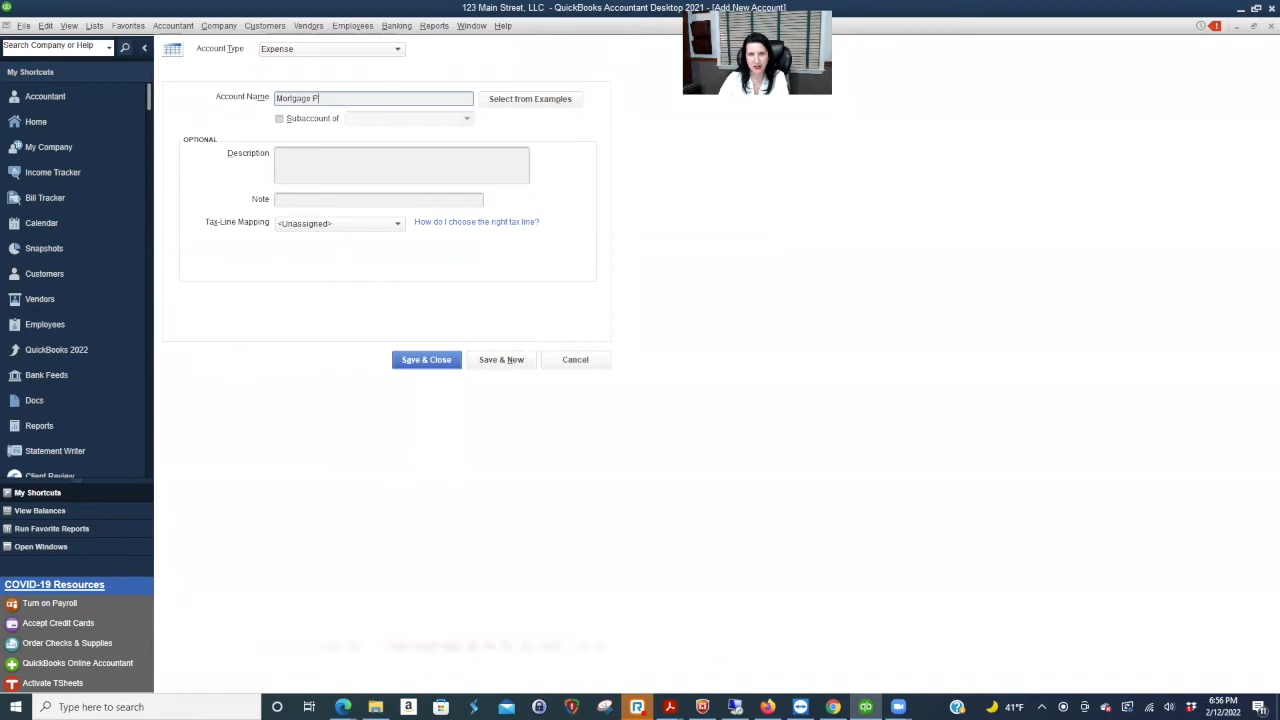 123 Main Street, LLC - QuickBooks Accountant Desktop 2021 - [Add New Account]
File Edit View Lists Favorites Accountant Company Customers Vendors Employees Banking Reports Window Help
Search Company or Help
Account Type Expense
My Shortcuts
Accountant
Home
My Company
Income Tracker
Bill Tracker
Calendar
Snapshots
Customers
Vendors
Employees
QuickBooks 2022
Bank Feeds
Docs
Reports
Statement Writer
Client Review
My Shortcuts
View Balances
Run Favorite Reports
Open Windows
COVID-19 Resources
Turn on Payroll
Accept Credit Cards
Order Checks & Supplies
QuickBooks Online Accountant
Activate TSheets
Account Name Mortgage P Select from Examples
Subaccount of
OPTIONAL
Description
Note
Tax-Line Mapping <Unassigned> How do I choose the right tax line?
Save & Close Save & New Cancel
Type here to search
41°F
6:56 PM
2/12/2022